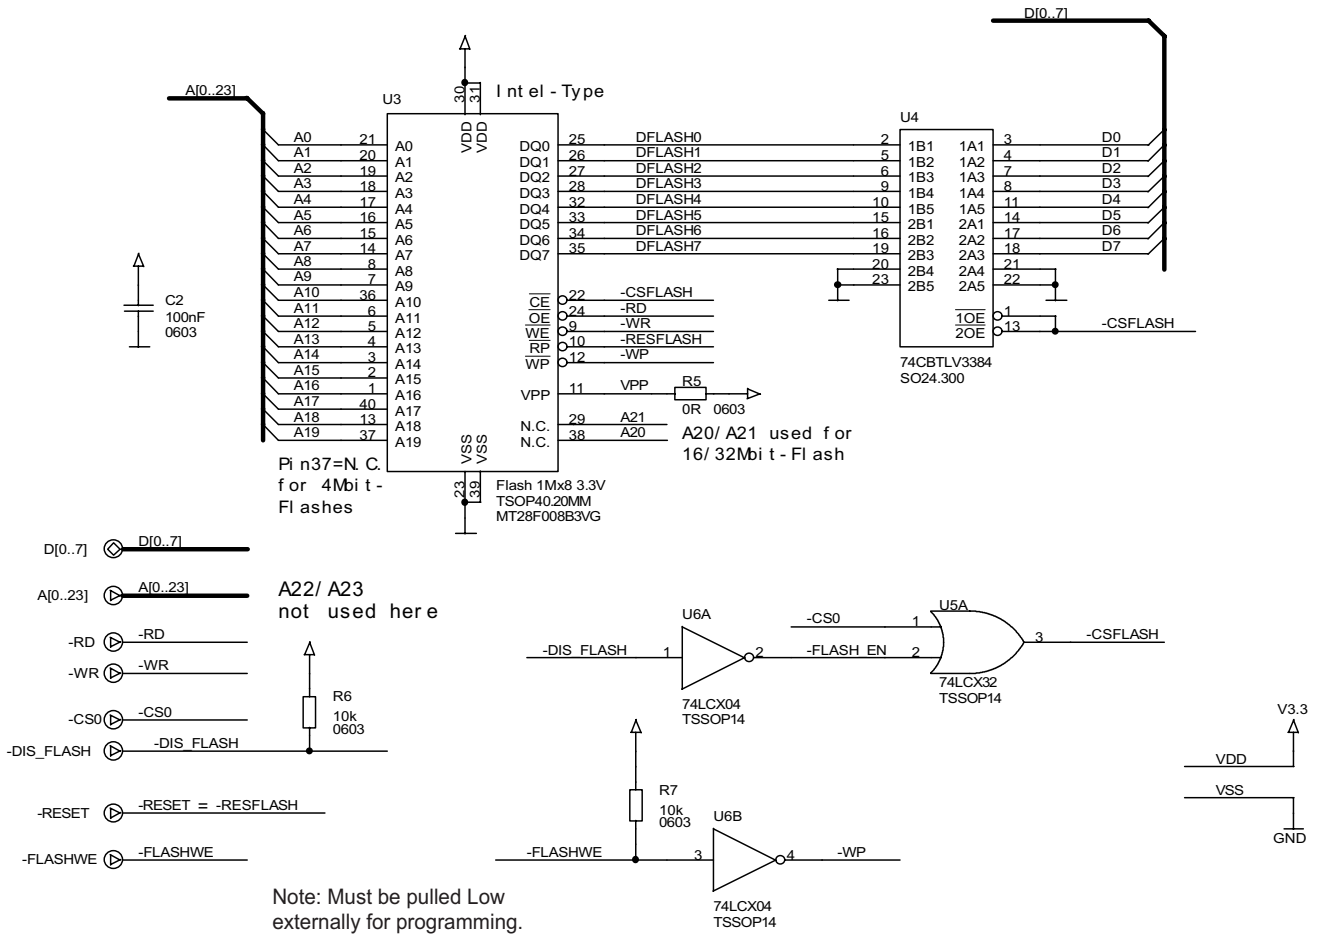 D[0..7]
A[0..23]
U3
30
31
Intel-Type
VDD
VDD
U4
A0 21 A0 DQ0 25 DFLASH0 2 1B1 1A1 3 D0
A1 20 A1 DQ1 26 DFLASH1 5 1B2 1A2 4 D1
A2 19 A2 DQ2 27 DFLASH2 6 1B3 1A3 7 D2
A3 18 A3 DQ3 28 DFLASH3 9 1B4 1A4 8 D3
A4 17 A4 DQ4 32 DFLASH4 10 1B5 1A5 11 D4
A5 16 A5 DQ5 33 DFLASH5 15 2B1 2A1 14 D5
A6 15 A6 DQ6 34 DFLASH6 16 2B2 2A2 17 D6
A7 14 A7 DQ7 35 DFLASH7 19 2B3 2A3 18 D7
A8 8 A8 20 2B4 2A4 21
A9 7 A9 23 2B5 2A5 22
A10 36 A10 CE 22 -CSFLASH
A11 6 A11 OE 24 -RD 1OE 1
A12 5 A12 WE 9 -WR 2OE 13 -CSFLASH
A13 4 A13 RP 10 -RESFLASH
A14 3 A14 WP 12 -WP
A15 2 A15
A16 1 A16 VPP 11 VPP R5
A17 40 A17 0R 0603
A18 13 A18 N.C. 29 A21
A19 37 A19 N.C. 38 A20
74CBTLV3384
SO24.300
C2
100nF
0603
A20/A21 used for
16/32Mbit-Flash
VSS
VSS
23
39
Pin37=N.C.
for 4Mbit-
Flashes
Flash 1Mx8 3.3V
TSOP40.20MM
MT28F008B3VG
D[0..7] D[0..7]
A[0..23] A[0..23]
A22/A23
not used here
-RD -RD
-WR -WR
-CS0 -CS0
R6
10k
0603
-DIS_FLASH -DIS_FLASH
-RESET -RESET = -RESFLASH
-FLASHWE -FLASHWE
Note: Must be pulled Low
externally for programming.
U6A
-DIS_FLASH 1 2 -FLASH_EN 2
74LCX04
TSSOP14
U5A
-CS0 1
3 -CSFLASH
74LCX32
TSSOP14
R7
10k
0603
U6B
-FLASHWE 3 4 -WP
74LCX04
TSSOP14
V3.3
VDD
VSS
GND